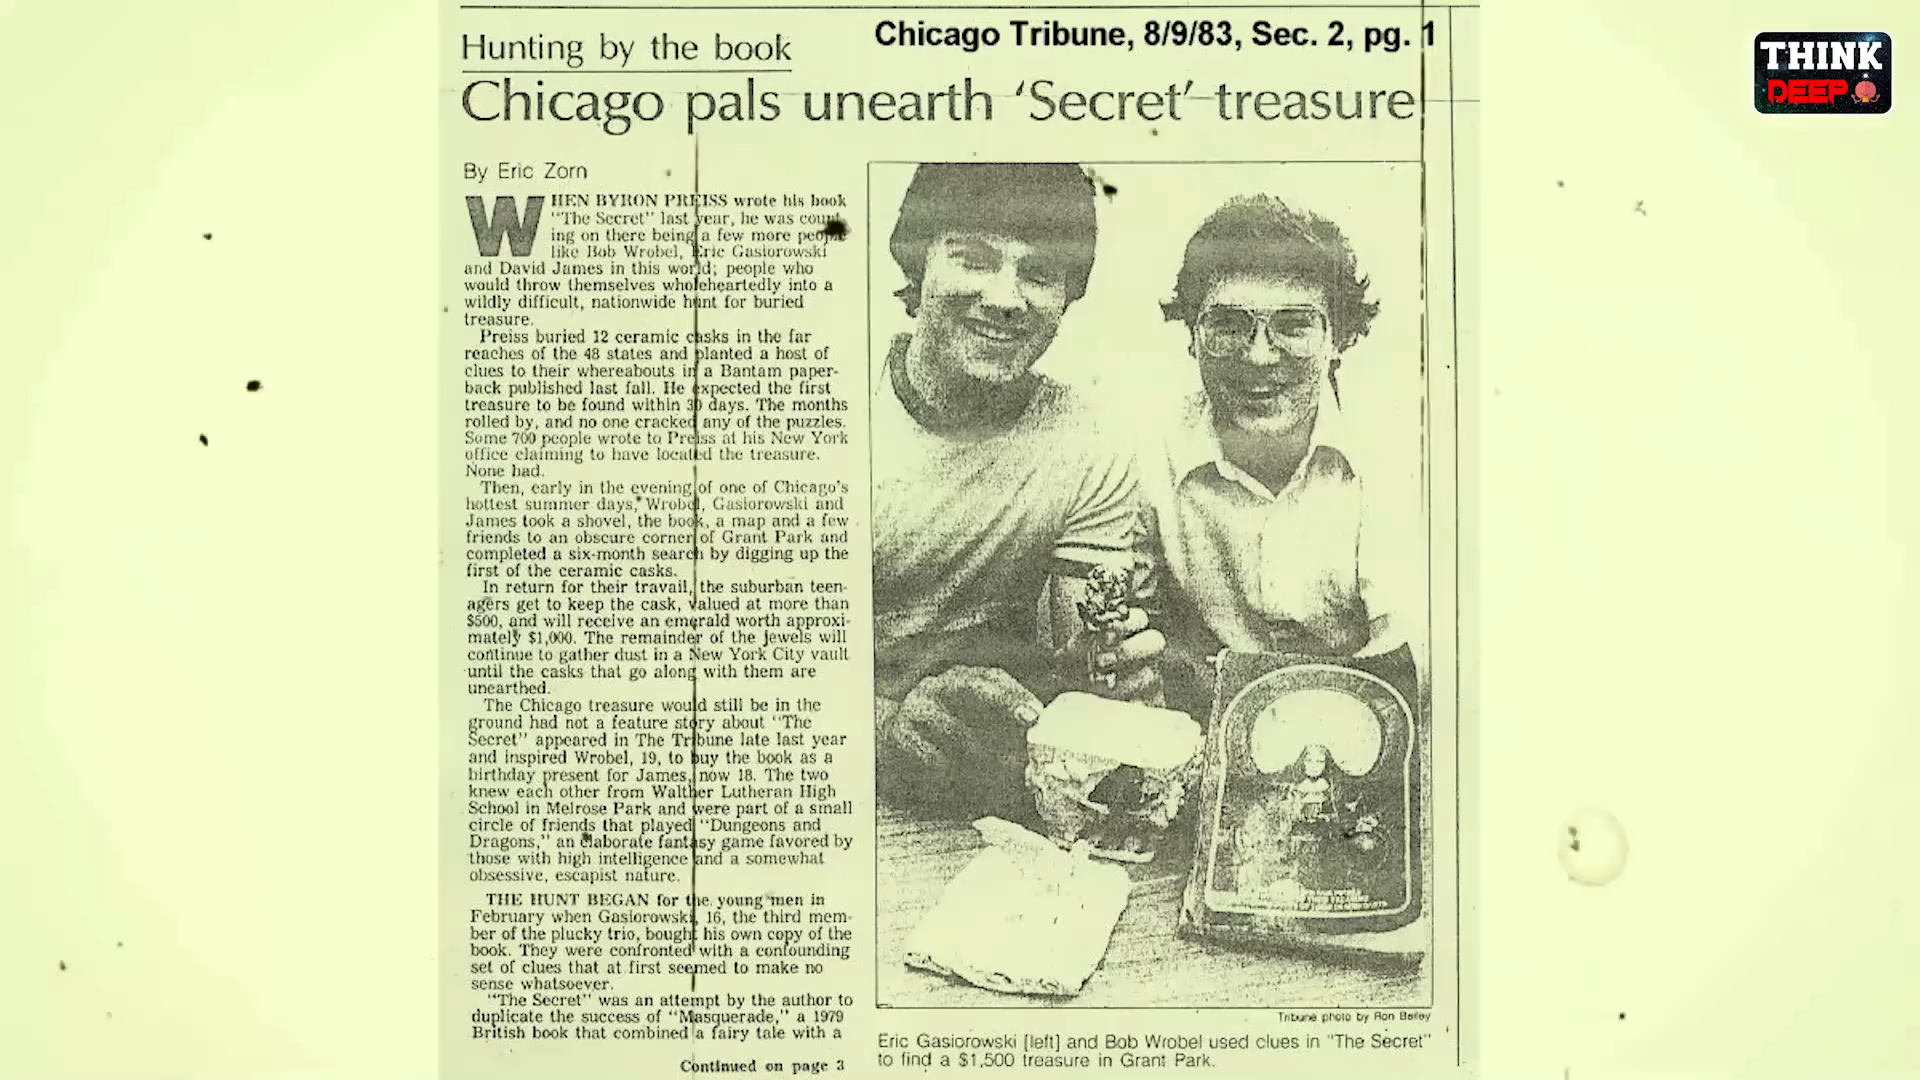 Hunting by the book
Chicago Tribune, 8/9/83, Sec. 2, pg. 1
THINK
DEEP
Chicago pals unearth ‘Secret’ treasure
By Eric Zorn
WHEN BYRON PREISS wrote his book
"The Secret" last year, he was count-
ing on there being a few more people
like Bob Wrobel, Eric Gasiorowski
and David James in this world; people who
would throw themselves wholeheartedly into a
wildly difficult, nationwide hunt for buried
treasure.
Preiss buried 12 ceramic casks in the far
reaches of the 48 states and planted a host of
clues to their whereabouts in a Bantam paper-
back published last fall. He expected the first
treasure to be found within 30 days. The months
rolled by, and no one cracked any of the puzzles.
Some 700 people wrote to Preiss at his New York
office claiming to have located the treasure.
None had.
Then, early in the evening of one of Chicago's
hottest summer days, Wrobel, Gasiorowski and
James took a shovel, the book, a map and a few
friends to an obscure corner of Grant Park and
completed a six-month search by digging up the
first of the ceramic casks.
In return for their travail, the suburban teen-
agers get to keep the cask, valued at more than
$500, and will receive an emerald worth approxi-
mately $1,000. The remainder of the jewels will
continue to gather dust in a New York City vault
until the casks that go along with them are
unearthed.
The Chicago treasure would still be in the
ground had not a feature story about "The
Secret" appeared in The Tribune late last year
and inspired Wrobel, 19, to buy the book as a
birthday present for James, now 18. The two
knew each other from Walther Lutheran High
School in Melrose Park and were part of a small
circle of friends that played "Dungeons and
Dragons," an elaborate fantasy game favored by
those with high intelligence and a somewhat
obsessive, escapist nature.
THE HUNT BEGAN for the young men in
February when Gasiorowski, 16, the third mem-
ber of the plucky trio, bought his own copy of the
book. They were confronted with a confounding
set of clues that at first seemed to make no
sense whatsoever.
"The Secret" was an attempt by the author to
duplicate the success of "Masquerade," a 1979
British book that combined a fairy tale with a
Continued on page 3
Tribune photo by Ron Bailey
Eric Gasiorowski [left] and Bob Wrobel used clues in "The Secret"
to find a $1,500 treasure in Grant Park.